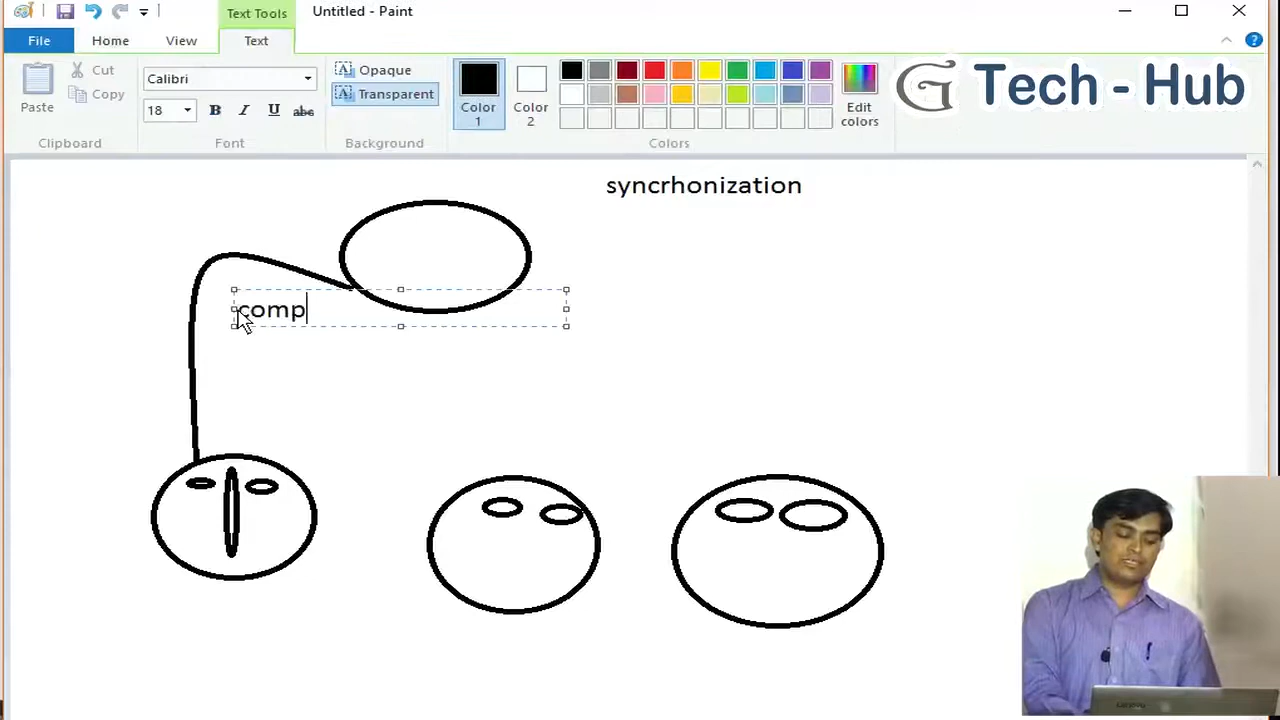 Text Tools
Untitled - Paint
File
Home
View
Text
Paste
Cut
Copy
Clipboard
Calibri
18
B
I
U
abc
Font
A Opaque
A Transparent
Background
Color 1
Color 2
Edit colors
Colors
G Tech - Hub
syncrhonization
comp